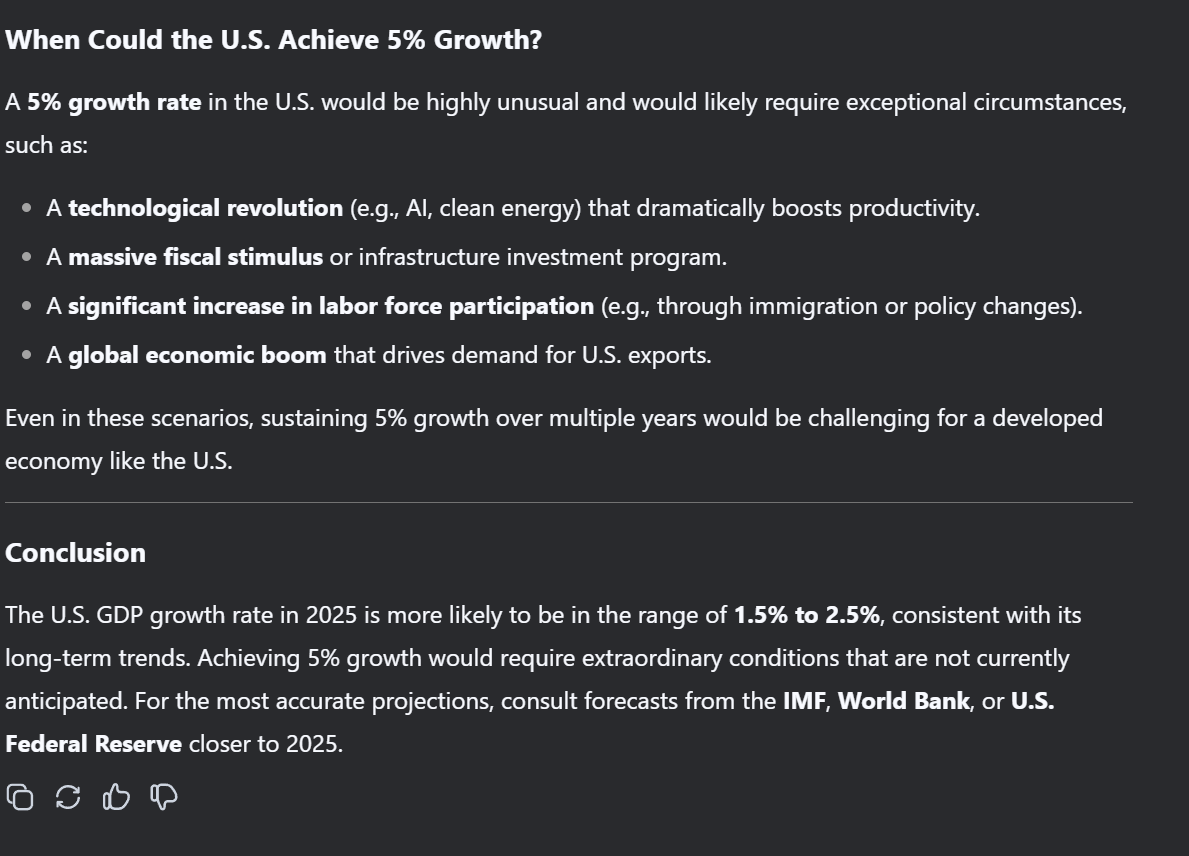 When Could the U.S. Achieve 5% Growth?
A 5% growth rate in the U.S. would be highly unusual and would likely require exceptional circumstances,
such as:
A technological revolution (e.g., AI, clean energy) that dramatically boosts productivity.
A massive fiscal stimulus or infrastructure investment program.
A significant increase in labor force participation (e.g., through immigration or policy changes).
A global economic boom that drives demand for U.S. exports.
Even in these scenarios, sustaining 5% growth over multiple years would be challenging for a developed
economy like the U.S.
Conclusion
The U.S. GDP growth rate in 2025 is more likely to be in the range of 1.5% to 2.5%, consistent with its
long-term trends. Achieving 5% growth would require extraordinary conditions that are not currently
anticipated. For the most accurate projections, consult forecasts from the IMF, World Bank, or U.S.
Federal Reserve closer to 2025.